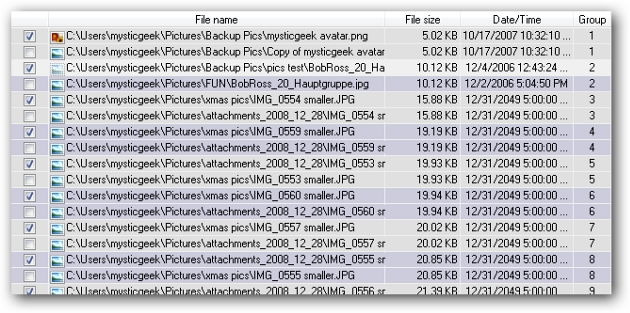 File name File size Date/Time Group
C:\Users\mysticgeek\Pictures\Backup Pics\mysticgeek avatar.png 5.02 KB 10/17/2007 10:32:10 ... 1
C:\Users\mysticgeek\Pictures\Backup Pics\Copy of mysticgeek avatar 5.02 KB 10/17/2007 10:32:10 ... 1
C:\Users\mysticgeek\Pictures\Backup Pics\pics test\BobRoss_20_Ha 10.12 KB 12/4/2006 12:43:24 ... 2
C:\Users\mysticgeek\Pictures\FUN\BobRoss_20_Hauptgruppe.jpg 10.12 KB 12/2/2006 5:04:50 PM 2
C:\Users\mysticgeek\Pictures\xmas pics\IMG_0554 smaller.JPG 15.88 KB 12/31/2049 5:00:00 ... 3
C:\Users\mysticgeek\Pictures\attachments_2008_12_28\IMG_0554 sr 15.88 KB 12/31/2049 5:00:00 ... 3
C:\Users\mysticgeek\Pictures\xmas pics\IMG_0559 smaller.JPG 19.19 KB 12/31/2049 5:00:00 ... 4
C:\Users\mysticgeek\Pictures\attachments_2008_12_28\IMG_0559 sr 19.19 KB 12/31/2049 5:00:00 ... 4
C:\Users\mysticgeek\Pictures\attachments_2008_12_28\IMG_0553 sr 19.93 KB 12/31/2049 5:00:00 ... 5
C:\Users\mysticgeek\Pictures\xmas pics\IMG_0553 smaller.JPG 19.93 KB 12/31/2049 5:00:00 ... 5
C:\Users\mysticgeek\Pictures\xmas pics\IMG_0560 smaller.JPG 19.94 KB 12/31/2049 5:00:00 ... 6
C:\Users\mysticgeek\Pictures\attachments_2008_12_28\IMG_0560 sr 19.94 KB 12/31/2049 5:00:00 ... 6
C:\Users\mysticgeek\Pictures\xmas pics\IMG_0557 smaller.JPG 20.02 KB 12/31/2049 5:00:00 ... 7
C:\Users\mysticgeek\Pictures\attachments_2008_12_28\IMG_0557 sr 20.02 KB 12/31/2049 5:00:00 ... 7
C:\Users\mysticgeek\Pictures\attachments_2008_12_28\IMG_0555 sr 20.85 KB 12/31/2049 5:00:00 ... 8
C:\Users\mysticgeek\Pictures\xmas pics\IMG_0555 smaller.JPG 20.85 KB 12/31/2049 5:00:00 ... 8
C:\Users\mysticgeek\Pictures\attachments_2008_12_28\IMG_0556 sr 21.39 KB 12/31/2049 5:00:00 ... 9